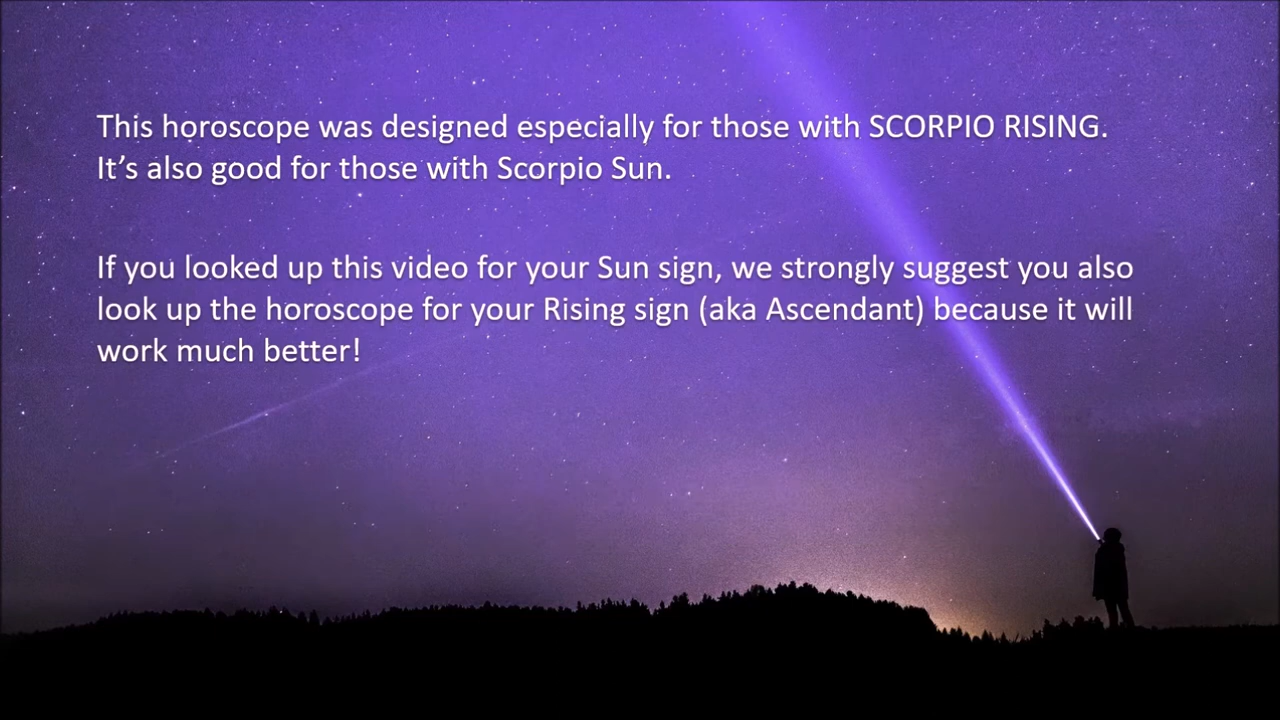 This horoscope was designed especially for those with SCORPIO RISING.
It’s also good for those with Scorpio Sun.
If you looked up this video for your Sun sign, we strongly suggest you also
look up the horoscope for your Rising sign (aka Ascendant) because it will
work much better!